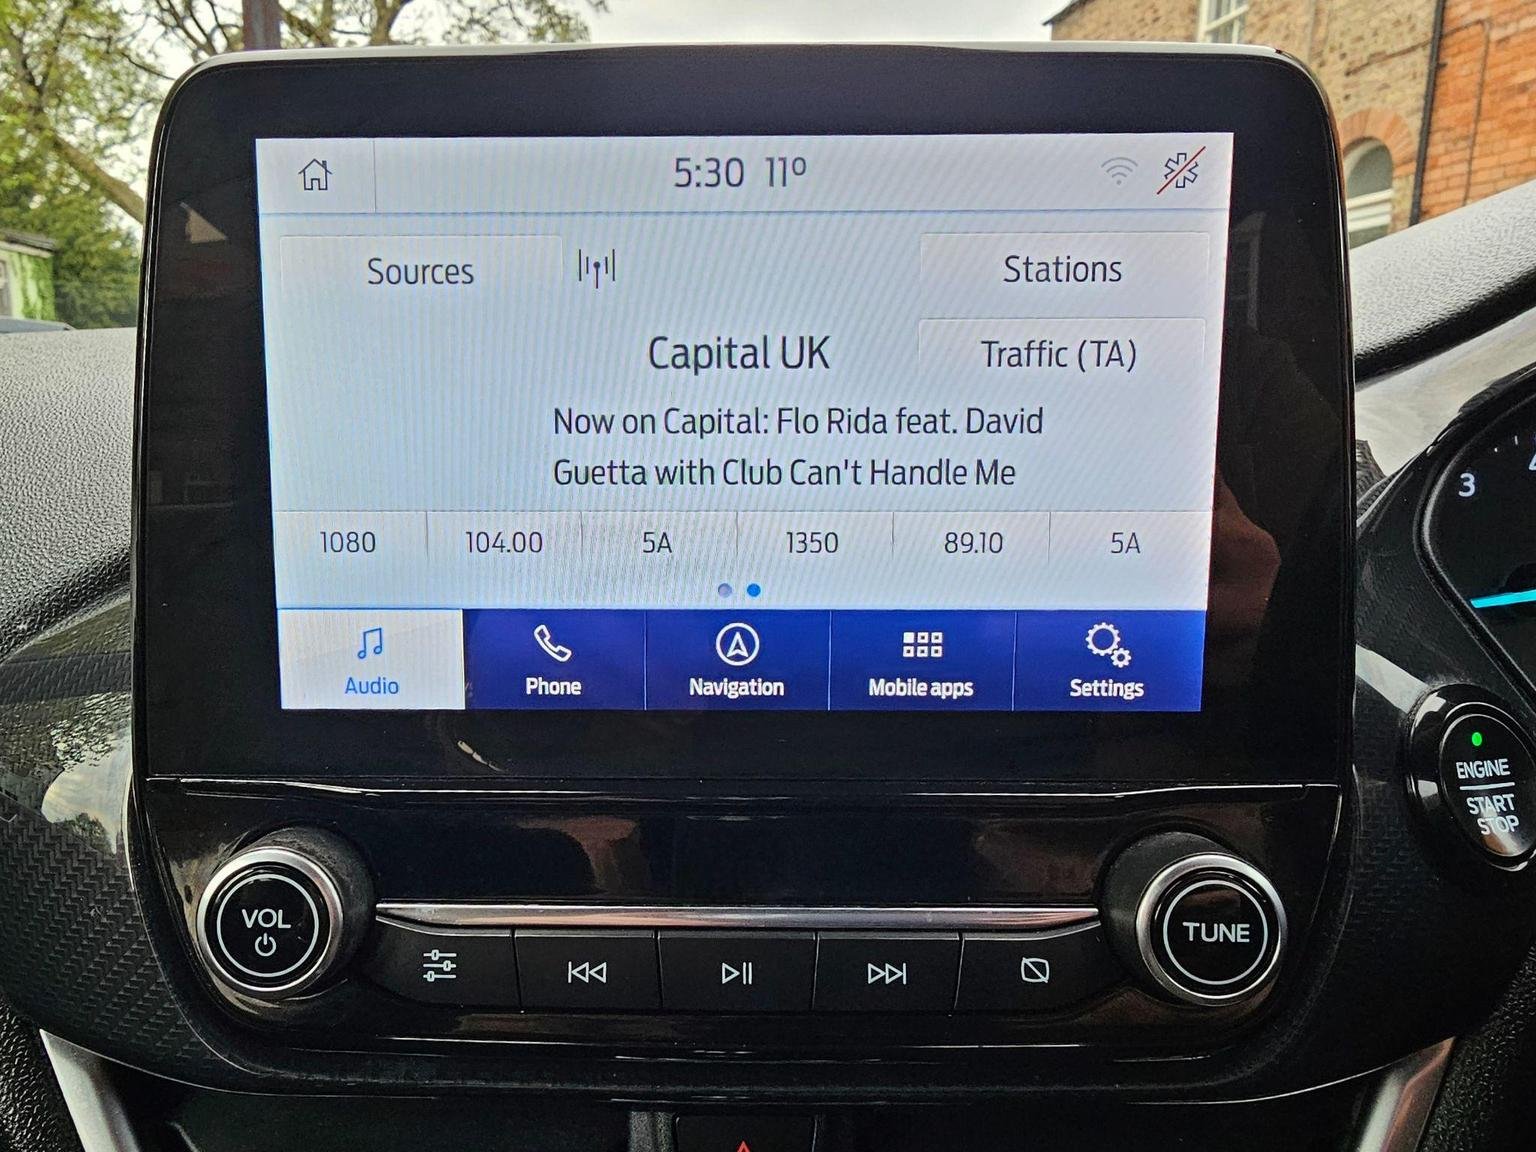 5:30 11º
Sources
Stations
Capital UK
Traffic (TA)
Now on Capital: Flo Rida feat. David
Guetta with Club Can't Handle Me
1080 104.00 5A 1350 89.10 5A
Audio Phone Navigation Mobile apps Settings
3
ENGINE
START
STOP
VOL
TUNE